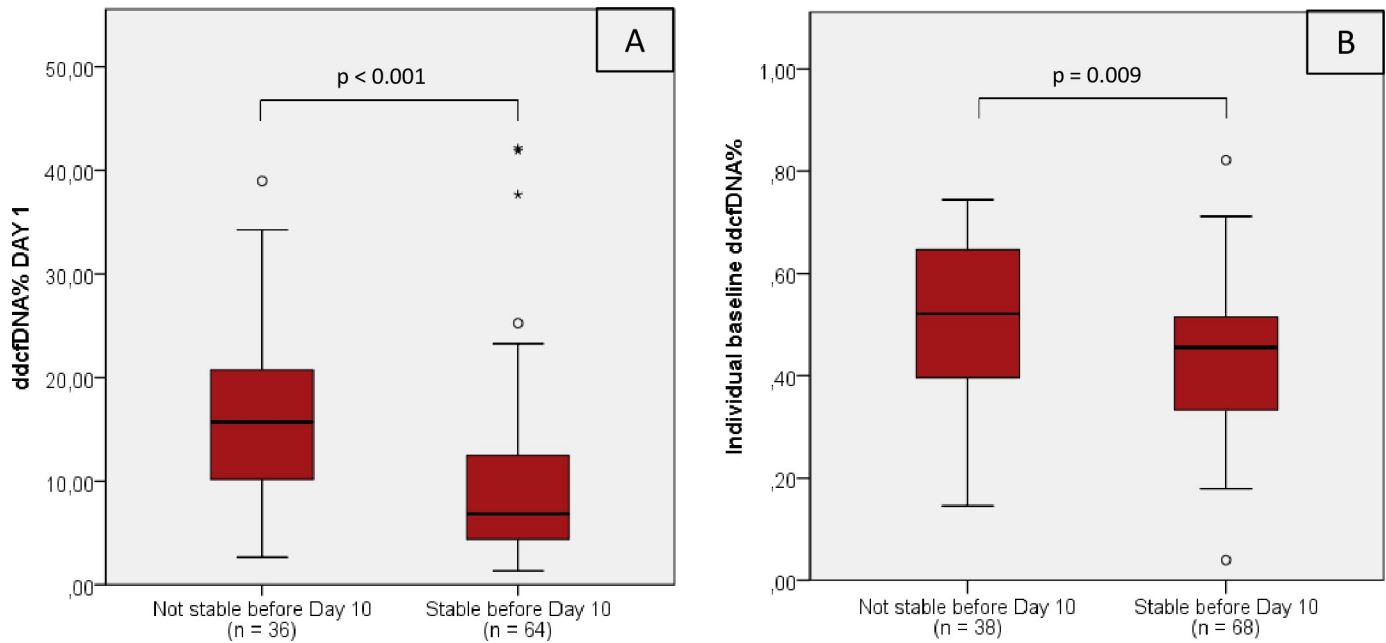 A
p < 0.001
50,00
40,00
30,00
20,00
10,00
,00
ddcfDNA% DAY 1
Not stable before Day 10
(n = 36)
Stable before Day 10
(n = 64)
B
p = 0.009
1,00
,80
,60
,40
,20
,00
Individual baseline ddcfDNA%
Not stable before Day 10
(n = 38)
Stable before Day 10
(n = 68)